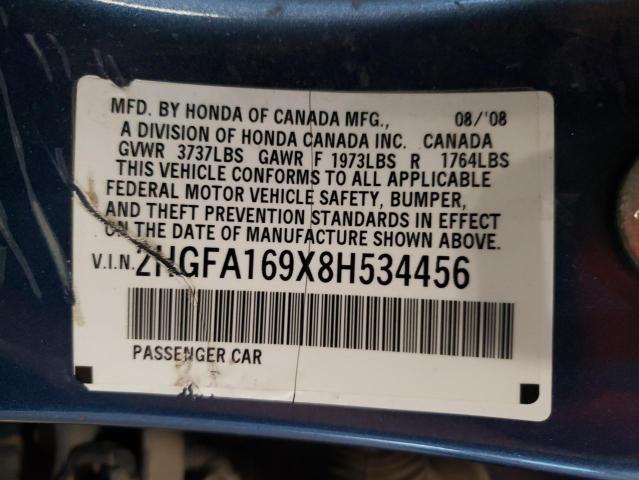 MFD. BY HONDA OF CANADA MFG., 08/'08
A DIVISION OF HONDA CANADA INC. CANADA
GVWR 3737LBS GAWR F 1973LBS R 1764LBS
THIS VEHICLE CONFORMS TO ALL APPLICABLE
FEDERAL MOTOR VEHICLE SAFETY, BUMPER,
AND THEFT PREVENTION STANDARDS IN EFFECT
ON THE DATE OF MANUFACTURE SHOWN ABOVE.
V.I.N. 2HGFA169X8H534456
PASSENGER CAR